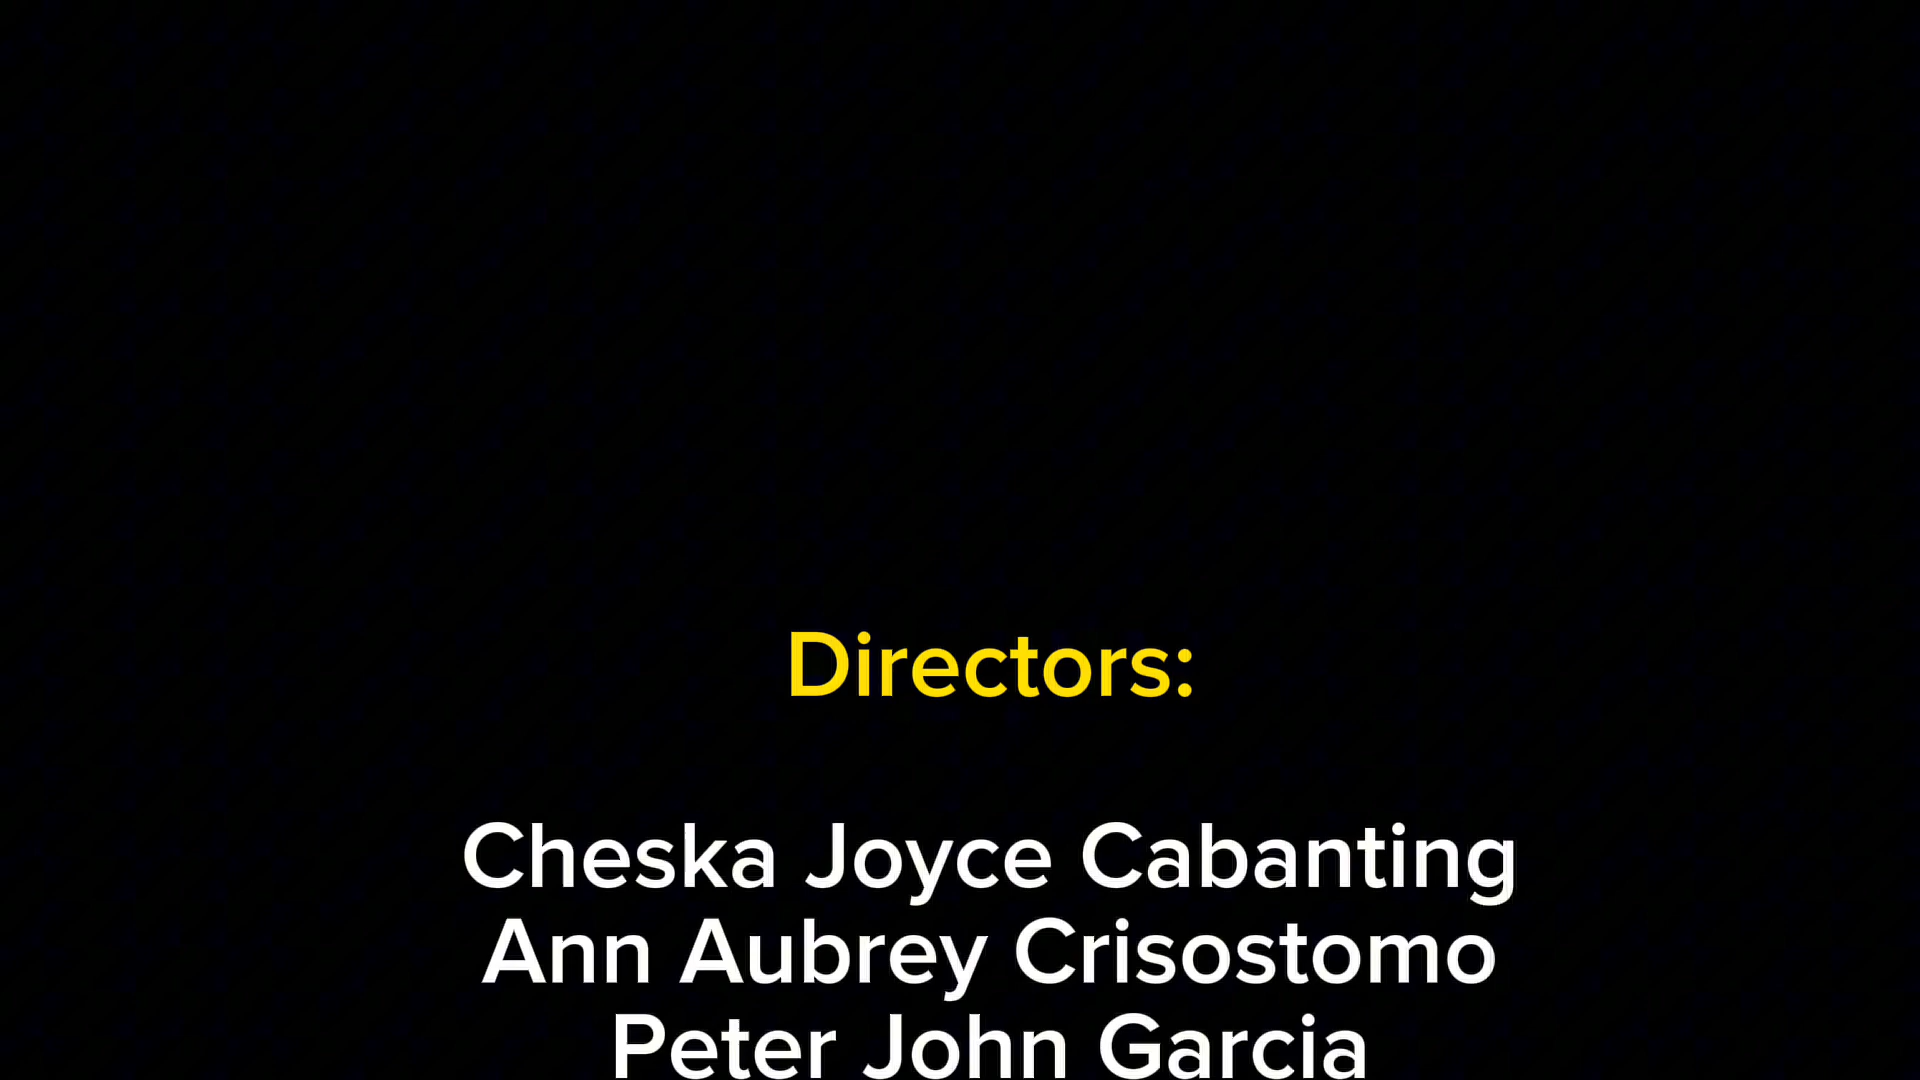 Directors:
Cheska Joyce Cabanting
Ann Aubrey Crisostomo
Peter John Garcia